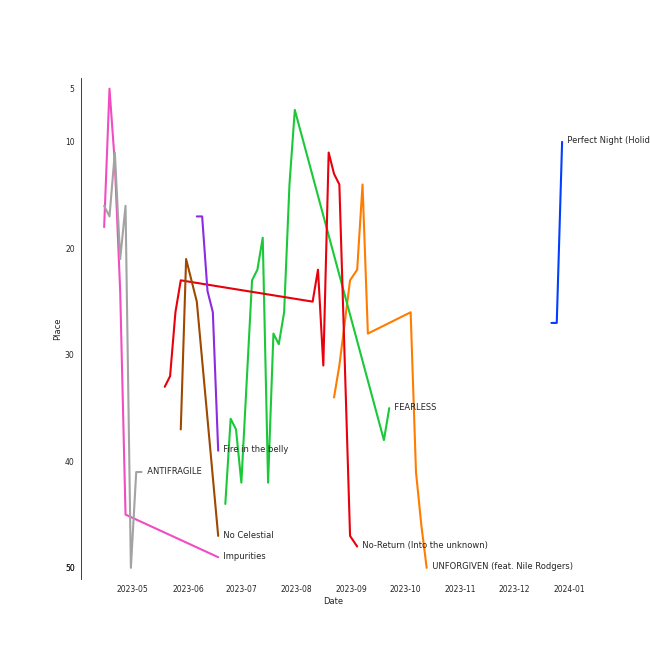 5
10
Perfect Night (Holid
20
Place
30
FEARLESS
40
Fire in the belly
ANTIFRAGILE
No Celestial
No-Return (Into the unknown)
Impurities
50
UNFORGIVEN (feat. Nile Rodgers)
2023-05 2023-06 2023-07 2023-08 2023-09 2023-10 2023-11 2023-12 2024-01
Date